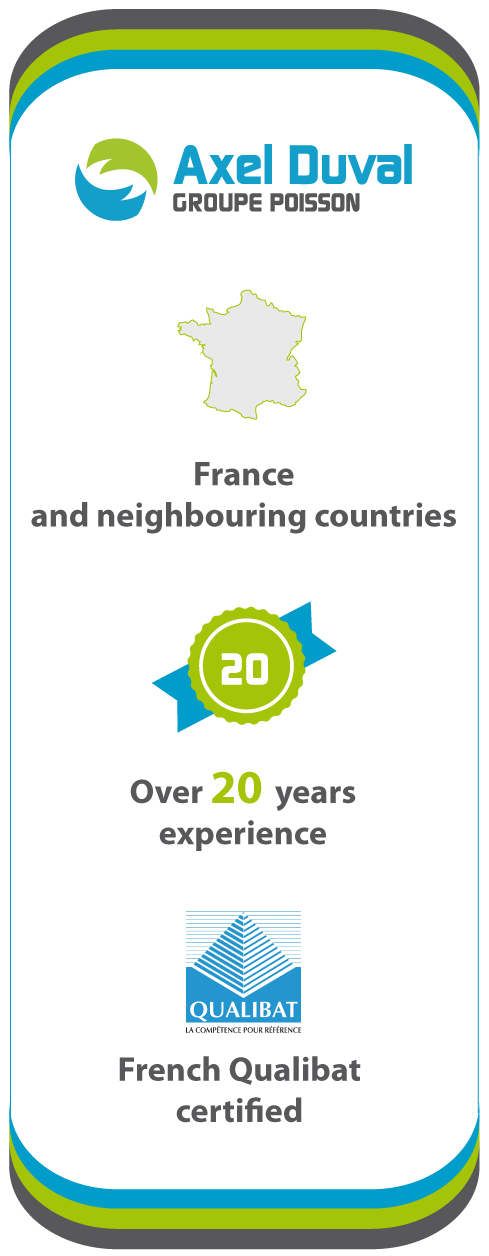 Axel Duval
GROUPE POISSON
France
and neighbouring countries
20
Over 20 years
experience
QUALIBAT
LA COMPÉTENCE POUR RÉFÉRENCE
French Qualibat
certified